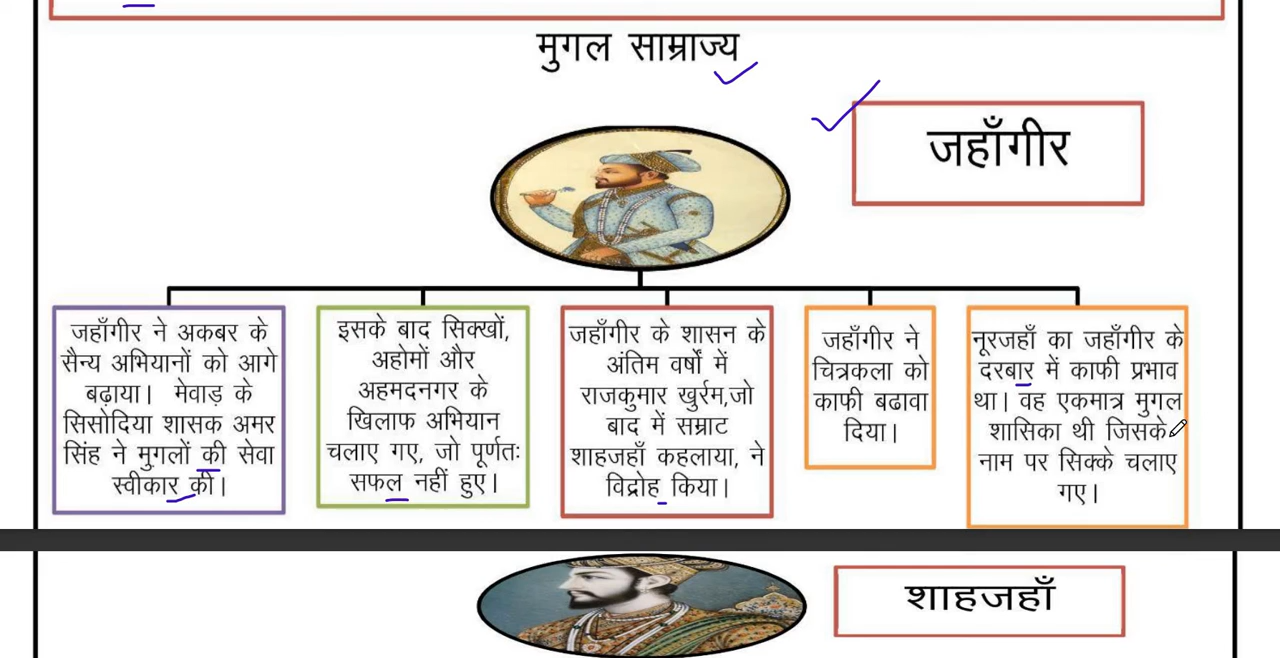 मुगल साम्राज्य
जहाँगीर
जहाँगीर ने अकबर के
सैन्य अभियानों को आगे
बढ़ाया। मेवाड़ के
सिसोदिया शासक अमर
सिंह ने मुगलों की सेवा
स्वीकार की।
इसके बाद सिक्खों,
अहोमों और
अहमदनगर के
खिलाफ अभियान
चलाए गए, जो पूर्णतः
सफल नहीं हुए।
जहाँगीर के शासन के
अंतिम वर्षों में
राजकुमार खुर्रम,जो
बाद में सम्राट
शाहजहाँ कहलाया, ने
विद्रोह किया।
जहाँगीर ने
चित्रकला को
काफी बढावा
दिया।
नूरजहाँ का जहाँगीर के
दरबार में काफी प्रभाव
था। वह एकमात्र मुगल
शासिका थी जिसके
नाम पर सिक्के चलाए
गए।
शाहजहाँ